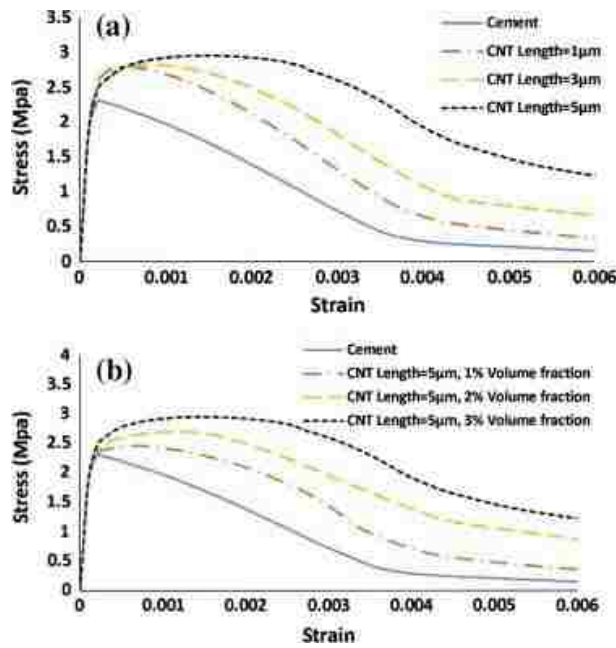 (a)
Cement
CNT Length=1μm
CNT Length=3μm
CNT Length=5μm
Stress (Mpa)
3.5
3
2.5
2
1.5
1
0.5
0
0 0.001 0.002 0.003 0.004 0.005 0.006
Strain
(b)
Cement
CNT Length=5μm, 1% Volume fraction
CNT Length=5μm, 2% Volume fraction
CNT Length=5μm, 3% Volume fraction
Stress (Mpa)
4
3.5
3
2.5
2
1.5
1
0.5
0
0 0.001 0.002 0.003 0.004 0.005 0.006
Strain